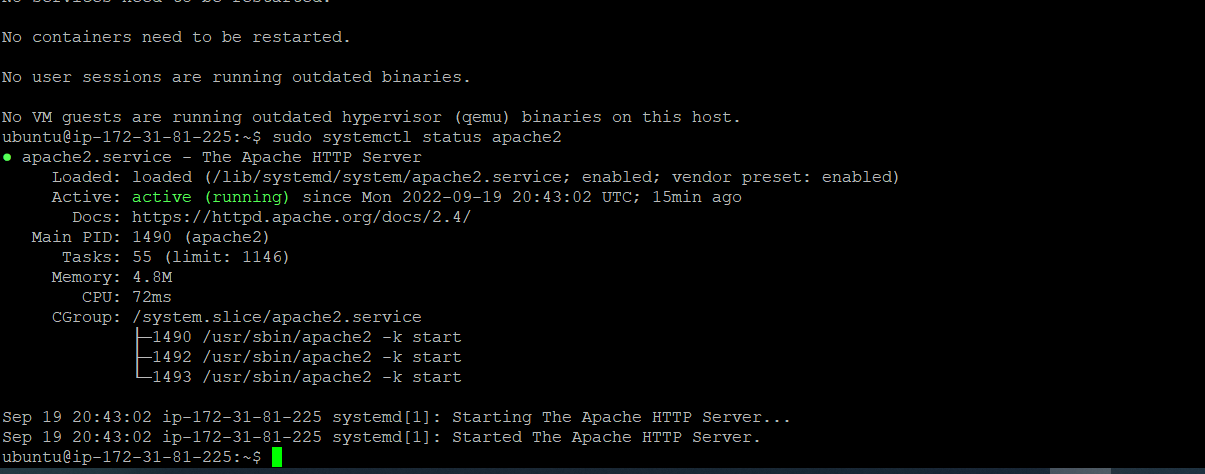 No services need to be restarted.
No containers need to be restarted.
No user sessions are running outdated binaries.
No VM guests are running outdated hypervisor (qemu) binaries on this host.
ubuntu@ip-172-31-81-225:~$ sudo systemctl status apache2
● apache2.service - The Apache HTTP Server
Loaded: loaded (/lib/systemd/system/apache2.service; enabled; vendor preset: enabled)
Active: active (running) since Mon 2022-09-19 20:43:02 UTC; 15min ago
Docs: https://httpd.apache.org/docs/2.4/
Main PID: 1490 (apache2)
Tasks: 55 (limit: 1146)
Memory: 4.8M
CPU: 72ms
CGroup: /system.slice/apache2.service
├─1490 /usr/sbin/apache2 -k start
├─1492 /usr/sbin/apache2 -k start
└─1493 /usr/sbin/apache2 -k start
Sep 19 20:43:02 ip-172-31-81-225 systemd[1]: Starting The Apache HTTP Server...
Sep 19 20:43:02 ip-172-31-81-225 systemd[1]: Started The Apache HTTP Server.
ubuntu@ip-172-31-81-225:~$